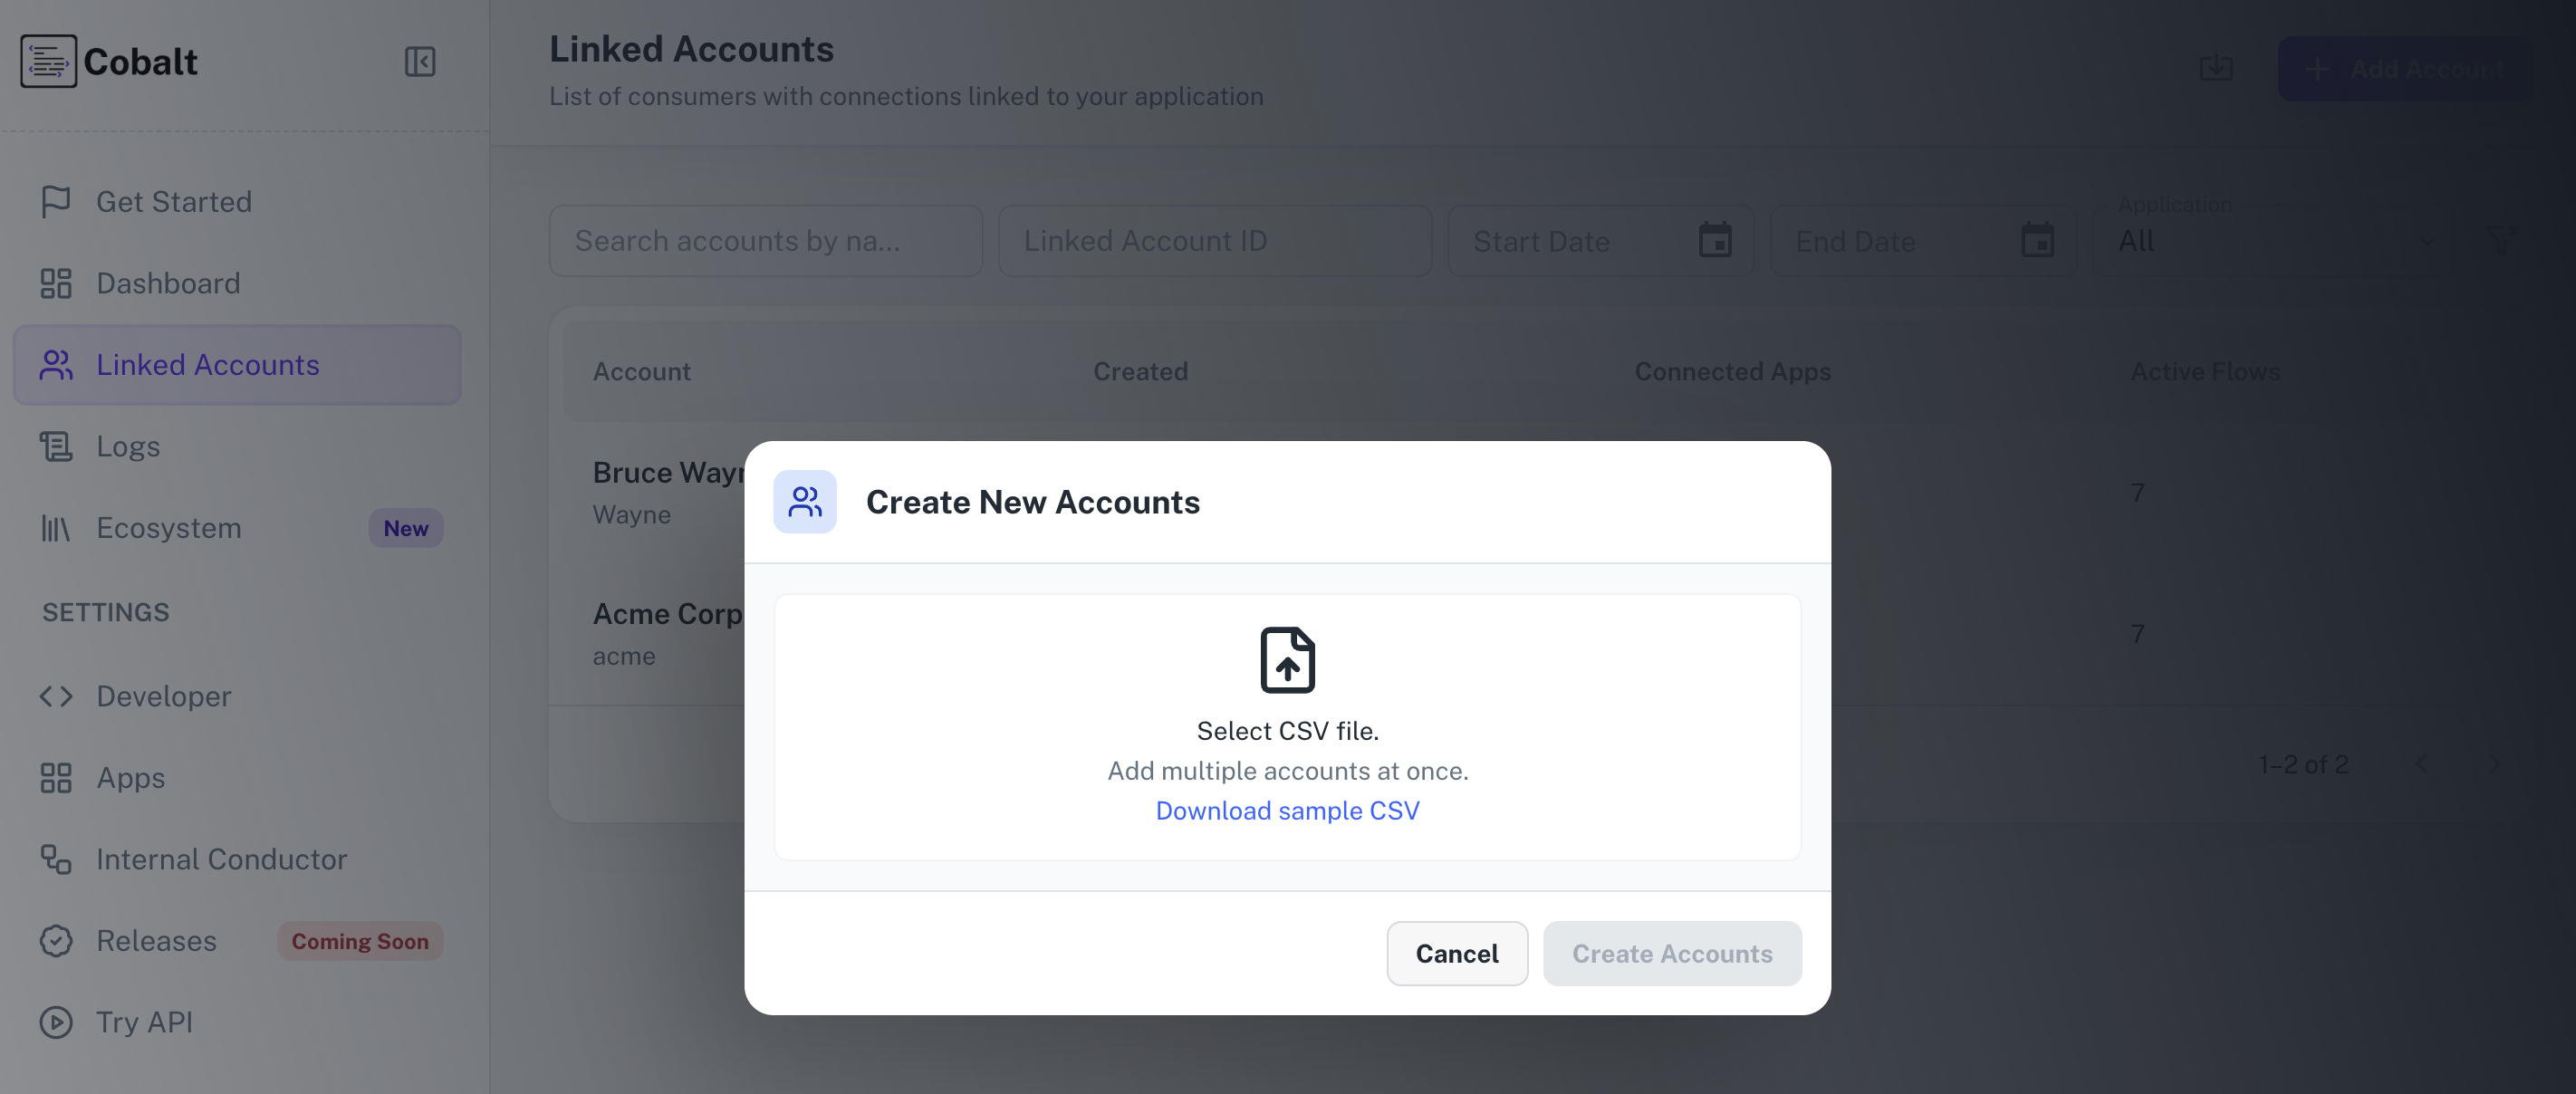 Cobalt
Get Started
Dashboard
Linked Accounts
Logs
Ecosystem New
SETTINGS
Developer
Apps
Internal Conductor
Releases Coming Soon
Try API
Linked Accounts
List of consumers with connections linked to your application
Add Account
Search accounts by na...
Linked Account ID
Start Date
End Date
Application
All
Account Created Connected Apps Active Flows
Bruce Wayn
Wayne
7
Acme Corp
acme
7
1–2 of 2
Create New Accounts
Select CSV file.
Add multiple accounts at once.
Download sample CSV
Cancel
Create Accounts